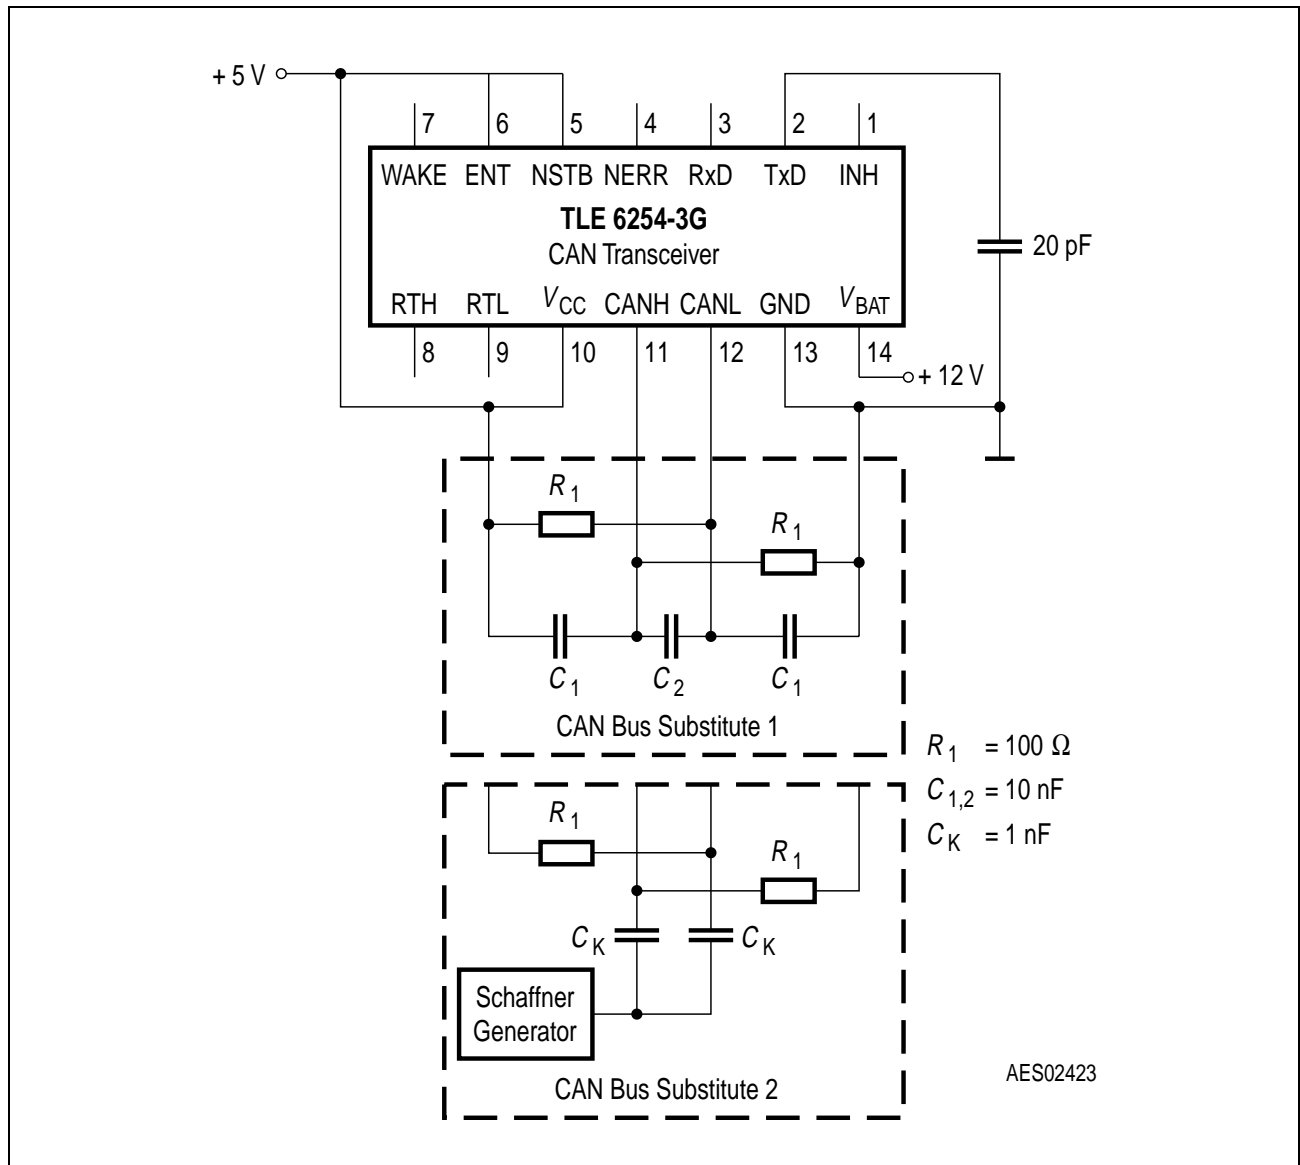 + 5 V
7 6 5 4 3 2 1
WAKE ENT NSTB NERR RxD TxD INH
TLE 6254-3G
CAN Transceiver
20 pF
RTH RTL VCC CANH CANL GND VBAT
8 9 10 11 12 13 14
+ 12 V
R1
R1
C1 C2 C1
CAN Bus Substitute 1
R1 = 100 Ω
C1,2 = 10 nF
CK = 1 nF
R1
R1
CK CK
Schaffner
Generator
CAN Bus Substitute 2
AES02423